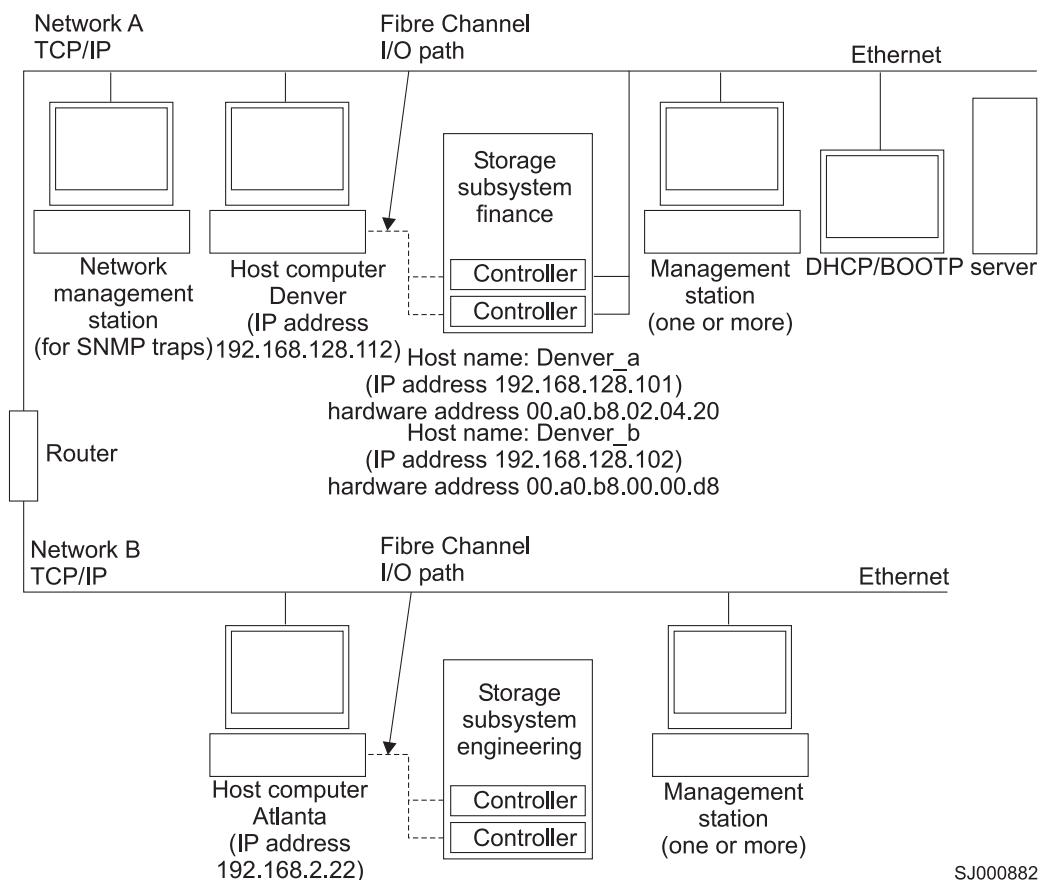 Network A
TCP/IP
Fibre Channel
I/O path
Ethernet
Storage
subsystem
finance
Controller
Controller
Network
management
station
(for SNMP traps)
Host computer
Denver
(IP address
192.168.128.112)
Management
station
(one or more)
DHCP/BOOTP server
Host name: Denver_a
(IP address 192.168.128.101)
hardware address 00.a0.b8.02.04.20
Host name: Denver_b
(IP address 192.168.128.102)
hardware address 00.a0.b8.00.00.d8
Router
Network B
TCP/IP
Fibre Channel
I/O path
Ethernet
Storage
subsystem
engineering
Controller
Controller
Host computer
Atlanta
(IP address
192.168.2.22)
Management
station
(one or more)
SJ000882